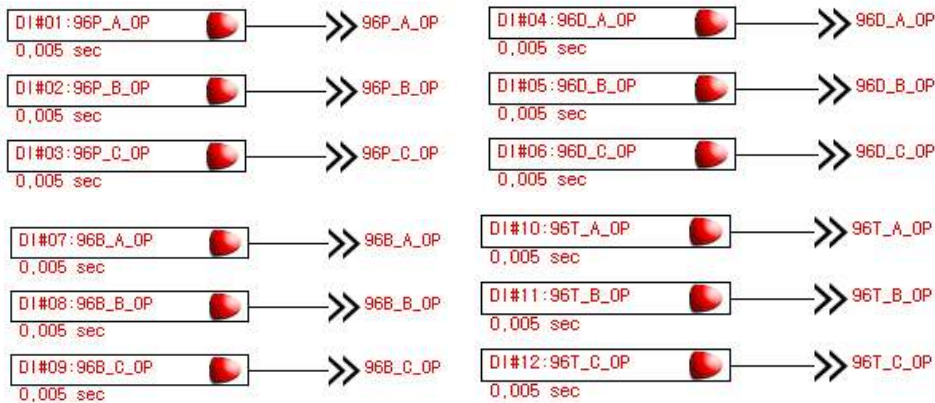 DI#01:96P_A_OP 96P_A_OP
0,005 sec
DI#02:96P_B_OP 96P_B_OP
0,005 sec
DI#03:96P_C_OP 96P_C_OP
0,005 sec
DI#04:96D_A_OP 96D_A_OP
0,005 sec
DI#05:96D_B_OP 96D_B_OP
0,005 sec
DI#06:96D_C_OP 96D_C_OP
0,005 sec
DI#07:96B_A_OP 96B_A_OP
0,005 sec
DI#08:96B_B_OP 96B_B_OP
0,005 sec
DI#09:96B_C_OP 96B_C_OP
0,005 sec
DI#10:96T_A_OP 96T_A_OP
0,005 sec
DI#11:96T_B_OP 96T_B_OP
0,005 sec
DI#12:96T_C_OP 96T_C_OP
0,005 sec